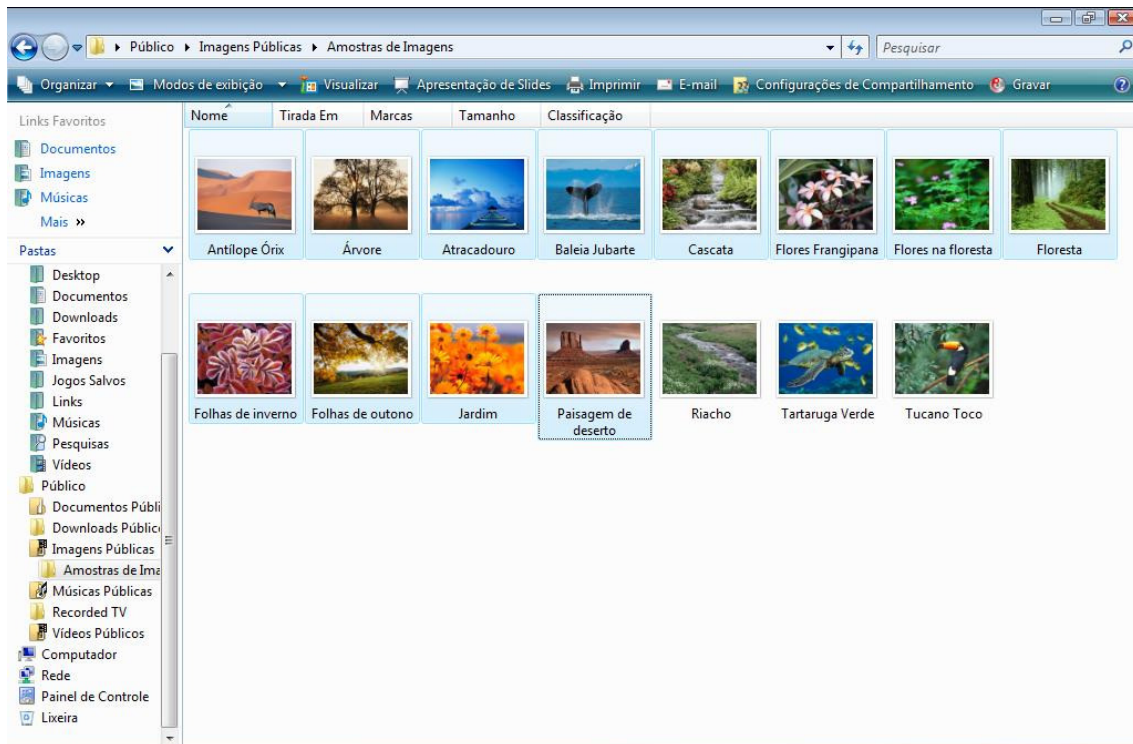 Público Imagens Públicas Amostras de Imagens Pesquisar
Organizar Modos de exibição Visualizar Apresentação de Slides Imprimir E-mail Configurações de Compartilhamento Gravar
Links Favoritos
Documentos
Imagens
Músicas
Mais »
Pastas
Desktop
Documentos
Downloads
Favoritos
Imagens
Jogos Salvos
Links
Músicas
Pesquisas
Vídeos
Público
Documentos Públi
Downloads Público
Imagens Públicas
Amostras de Ima
Músicas Públicas
Recorded TV
Vídeos Públicos
Computador
Rede
Painel de Controle
Lixeira
Nome Tirada Em Marcas Tamanho Classificação
Antílope Órix Árvore Atracadouro Baleia Jubarte Cascata Flores Frangipana Flores na floresta Floresta
Folhas de inverno Folhas de outono Jardim Paisagem de deserto Riacho Tartaruga Verde Tucano Toco